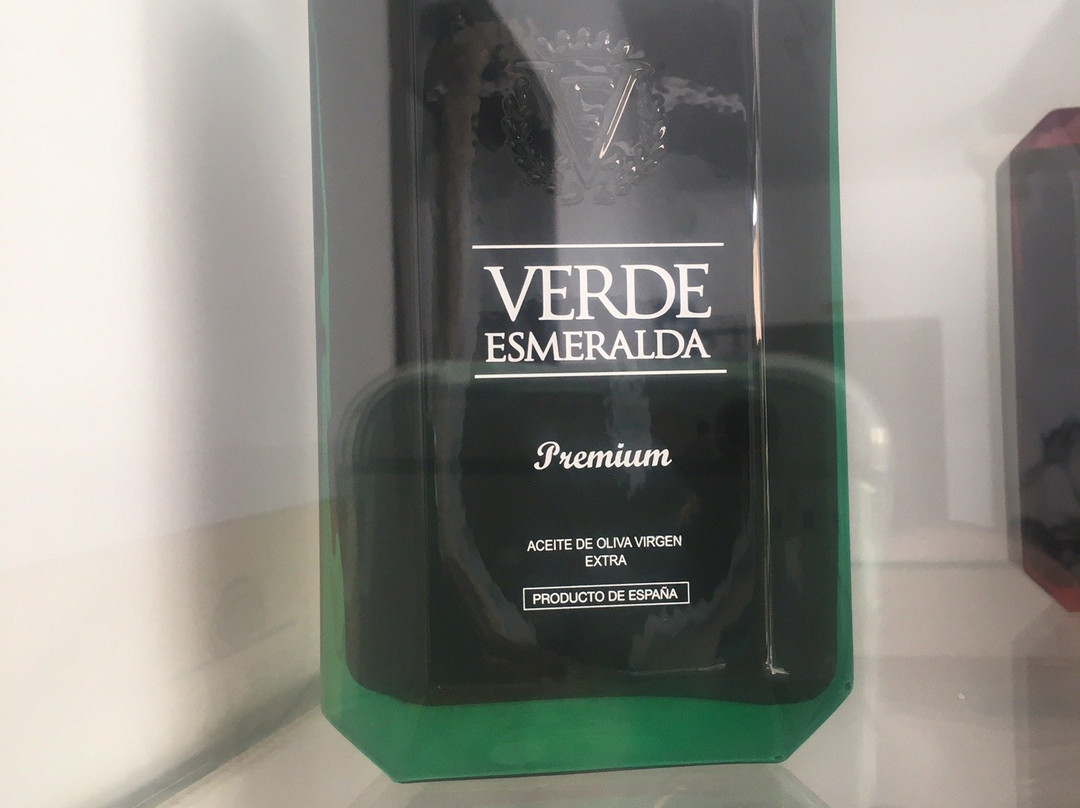 VERDE
ESMERALDA
Premium
ACEITE DE OLIVA VIRGEN
EXTRA
PRODUCTO DE ESPAÑA